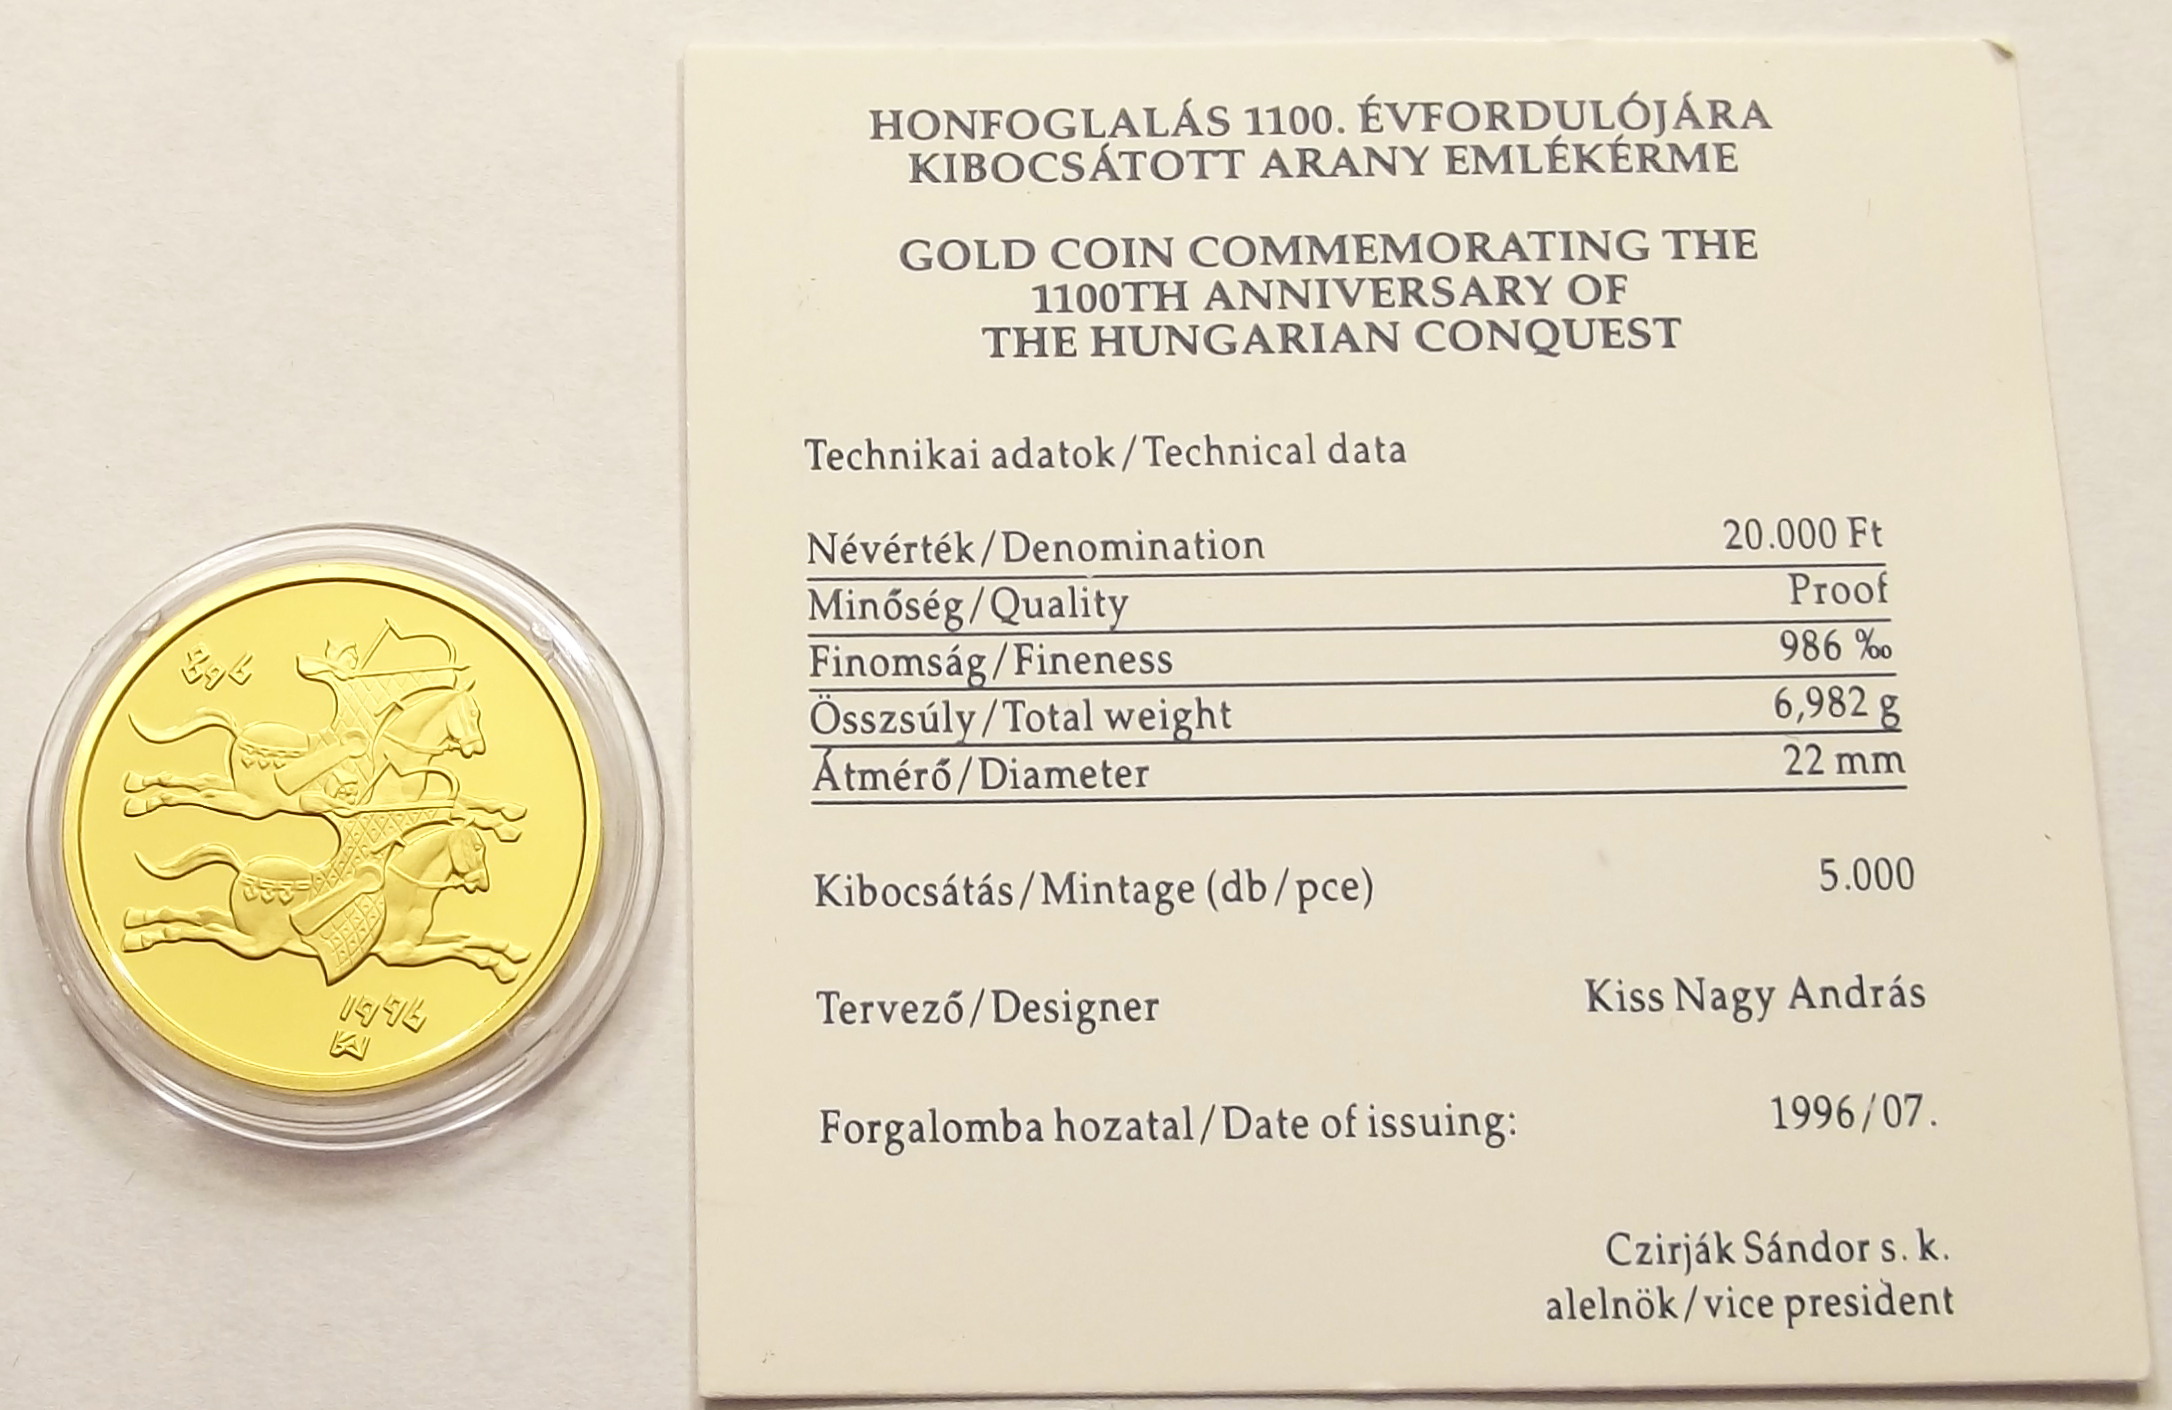 896
1996
HONFOGLALÁS 1100. ÉVFORDULÓJÁRA
KIBOCSÁTOTT ARANY EMLÉKÉRME
GOLD COIN COMMEMORATING THE
1100TH ANNIVERSARY OF
THE HUNGARIAN CONQUEST
Technikai adatok/Technical data
Névérték/Denomination 20.000 Ft
Minőség/Quality Proof
Finomság/Fineness 986 ‰
Összsúly/Total weight 6,982 g
Átmérő/Diameter 22 mm
Kibocsátás/Mintage (db/pce) 5.000
Tervező/Designer Kiss Nagy András
Forgalomba hozatal/Date of issuing: 1996/07.
Czirják Sándor s. k.
alelnök/vice president